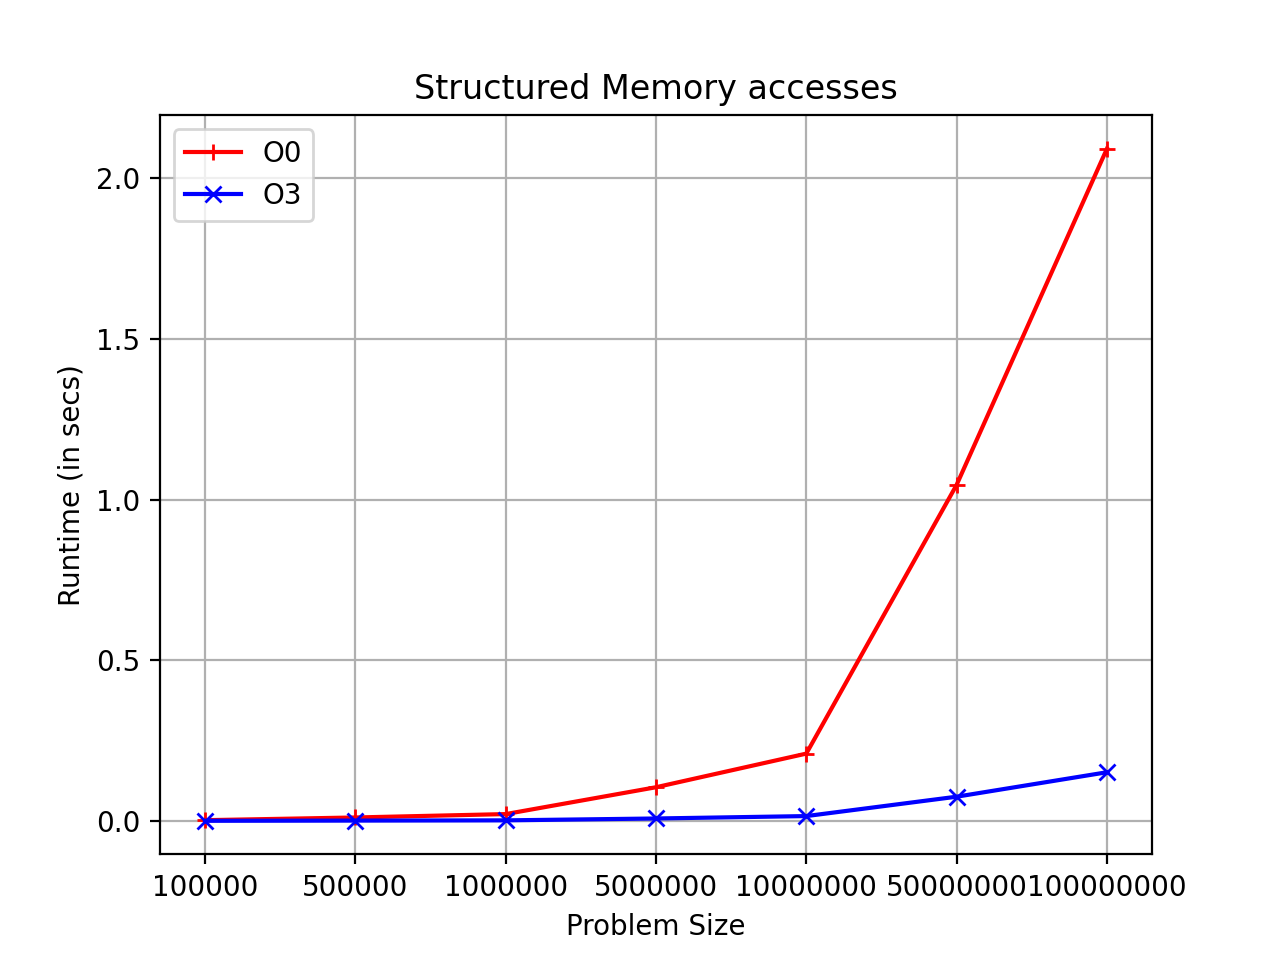 Structured Memory accesses
O0
O3
2.0
1.5
1.0
0.5
0.0
Runtime (in secs)
100000 500000 1000000 5000000 10000000 50000000 100000000
Problem Size